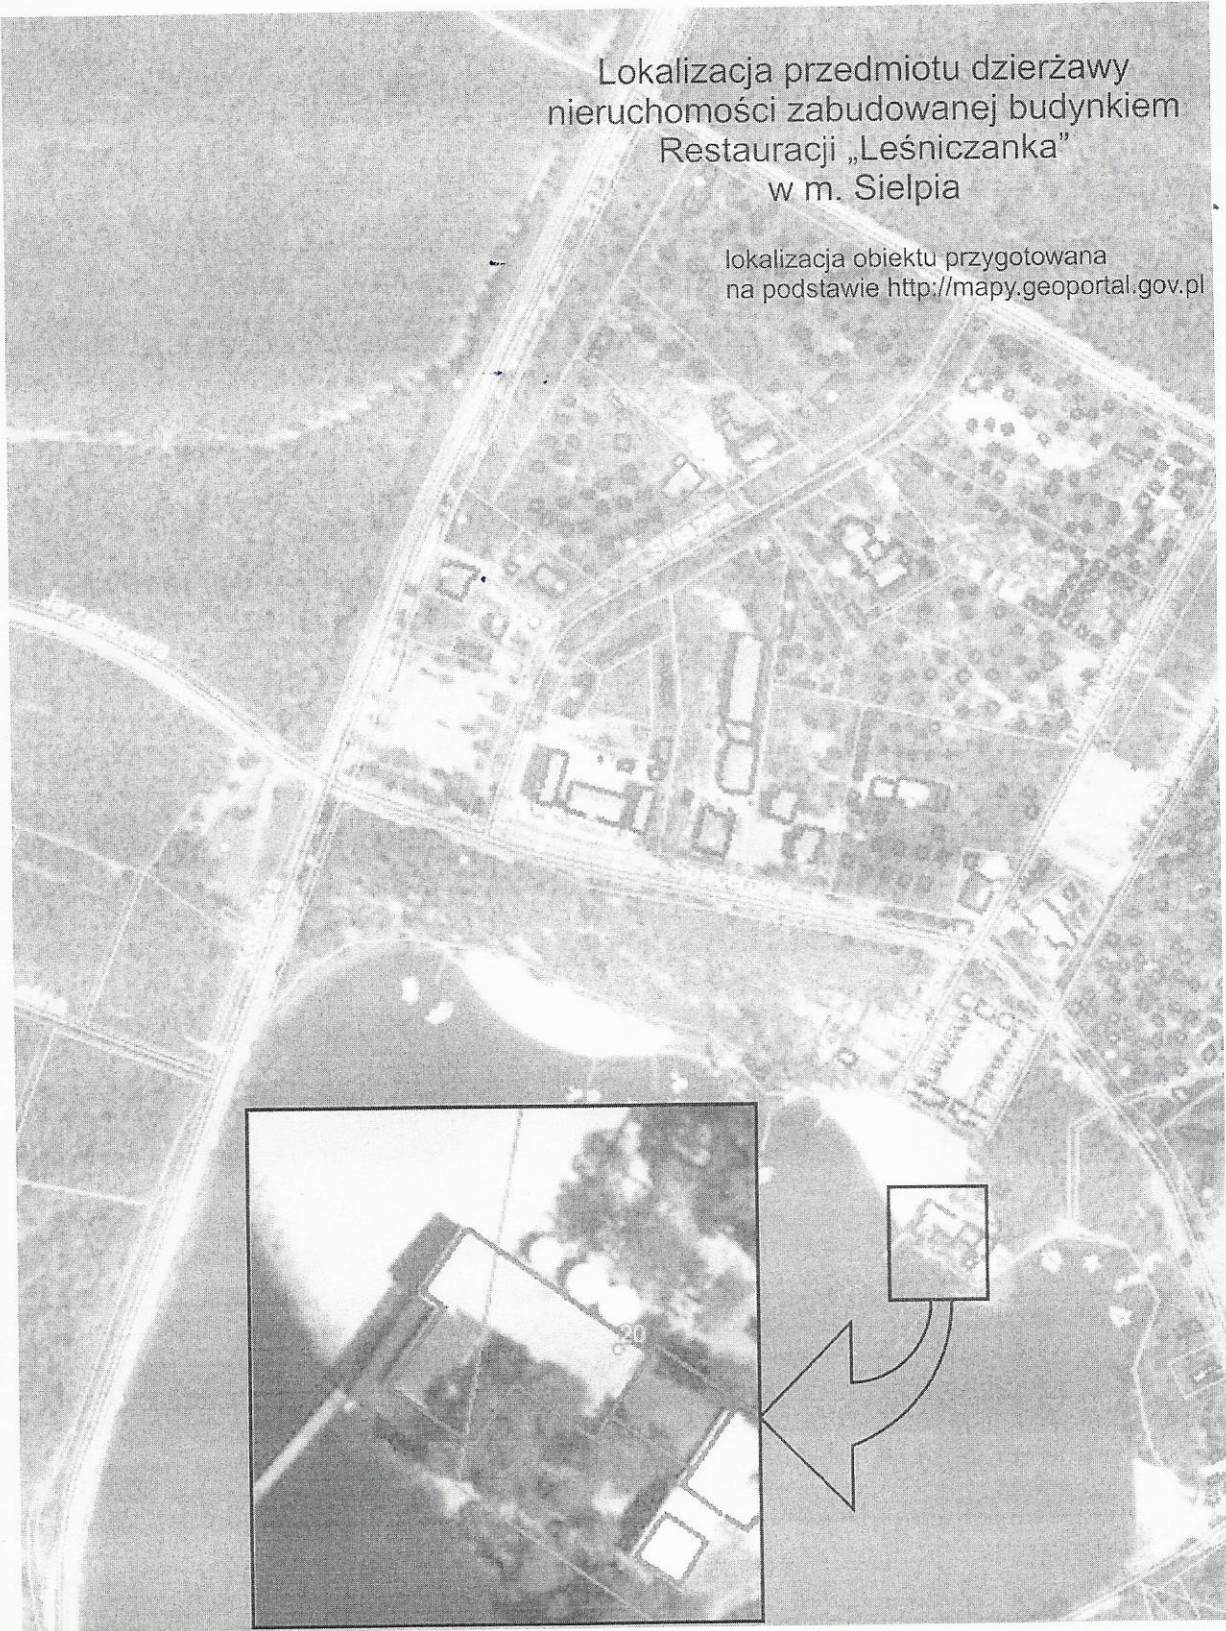 Lokalizacja przedmiotu dzierżawy
nieruchomości zabudowanej budynkiem
Restauracji „Leśniczanka”
w m. Sielpia
lokalizacja obiektu przygotowana
na podstawie http://mapy.geoportal.gov.pl
20